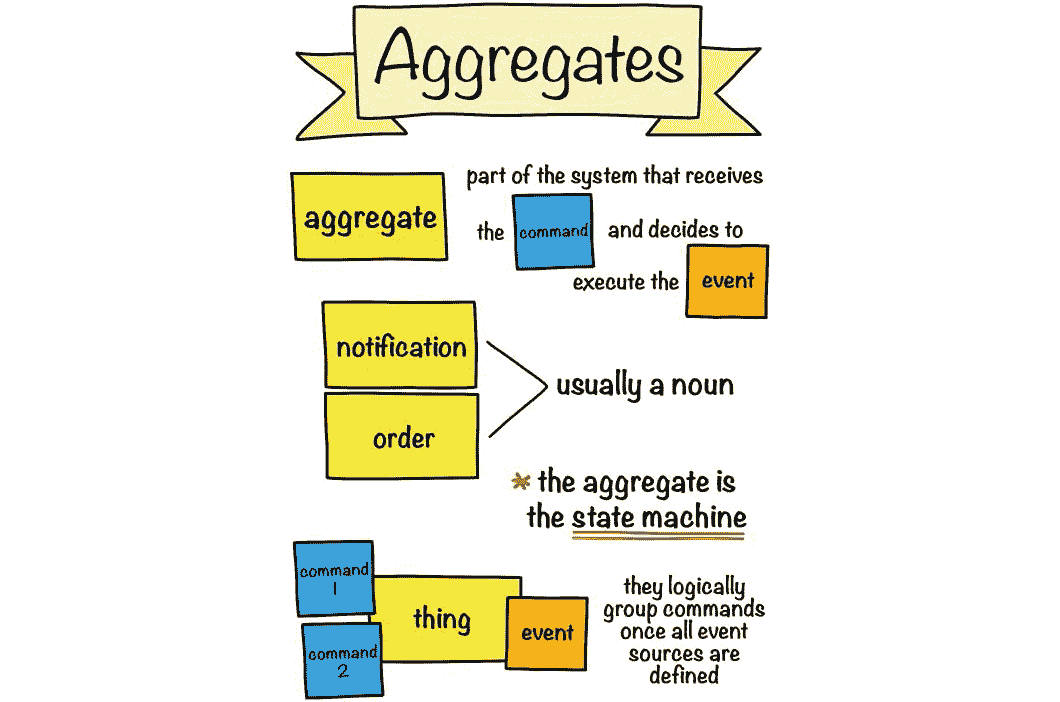 Aggregates
aggregate
part of the system that receives
the command and decides to
execute the event
notification
order
usually a noun
* the aggregate is
the state machine
command
1
command
2
thing
event
they logically
group commands
once all event
sources are
defined